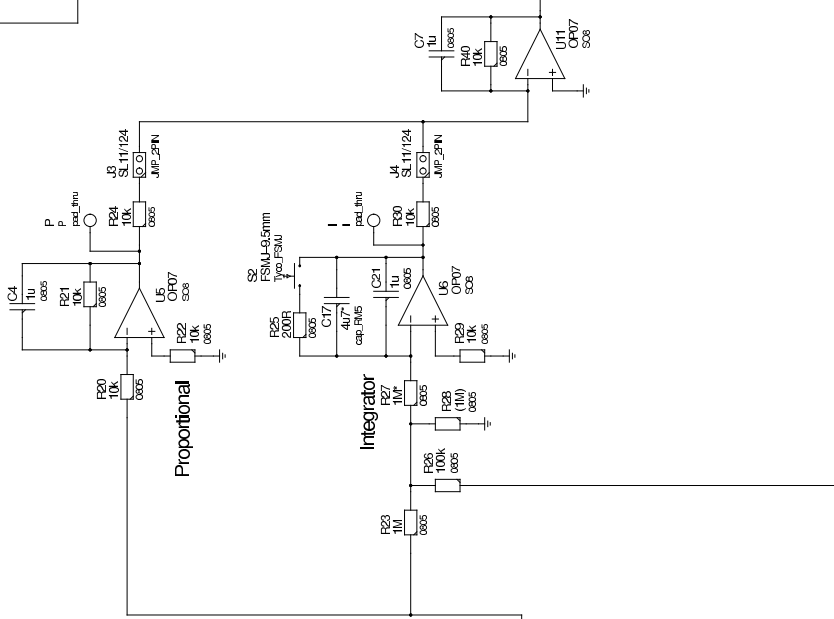 C7
1u
0805
R40
10k
0805
U11
OP07
SO8
J3
SL11/124
JMP_2PIN
J4
SL11/124
JMP_2PIN
P
P
pad_thru
R24
10k
0805
I
I
pad_thru
R30
10k
0805
C4
1u
0805
R21
10k
0805
U5
OP07
SO8
R22
10k
0805
R20
10k
0805
Proportional
S2
FSMJ-9.5mm
Tyco_FSMJ
R25
200R
0805
C17
4u7*
cap_RM5
C21
1u
0805
U6
OP07
SO8
R29
10k
0805
Integrator
R27
1M*
0805
R28
(1M)
0805
R26
100k
0805
R23
1M
0805